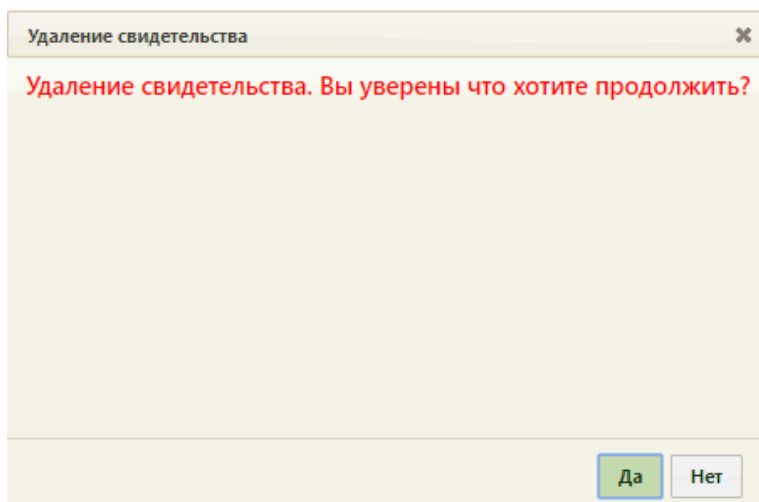 Удаление свидетельства
Удаление свидетельства. Вы уверены что хотите продолжить?
Да
Нет